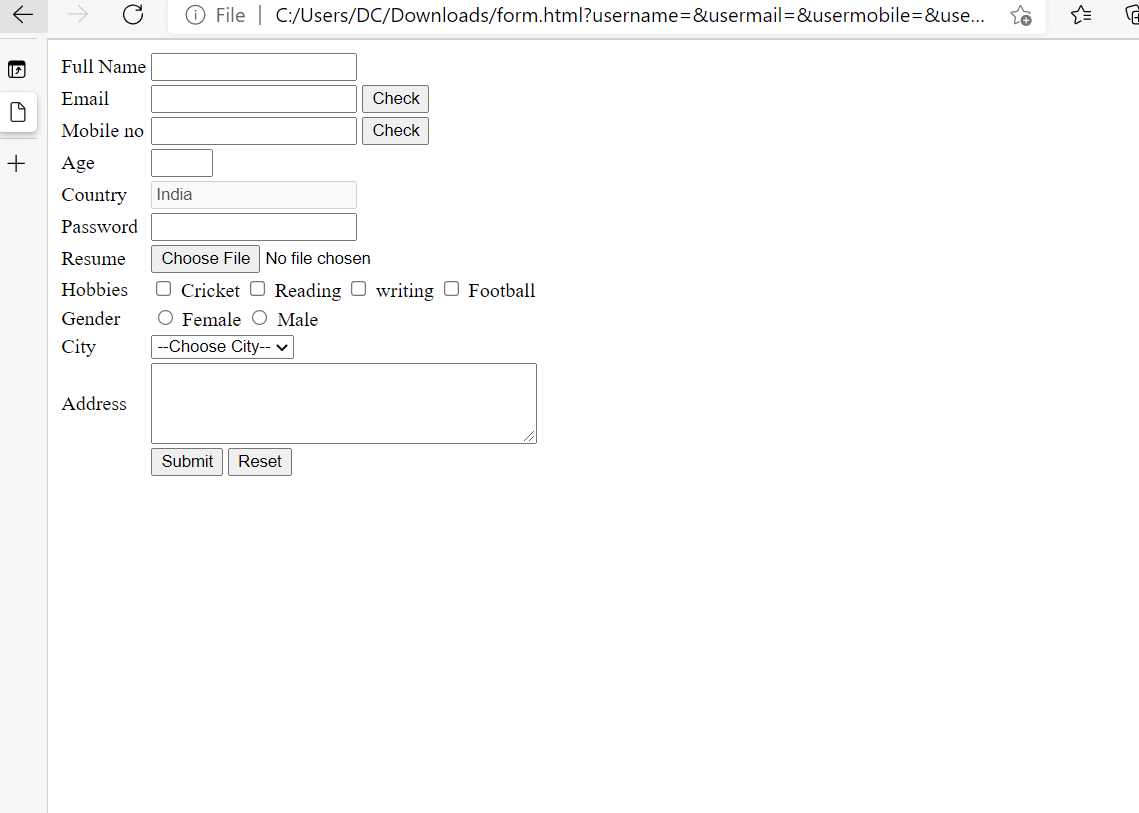 File | C:/Users/DC/Downloads/form.html?username=&usermail=&usermobile=&use...
Full Name
Email Check
Mobile no Check
Age
Country India
Password
Resume Choose File No file chosen
Hobbies Cricket Reading writing Football
Gender Female Male
City --Choose City--
Address
Submit Reset